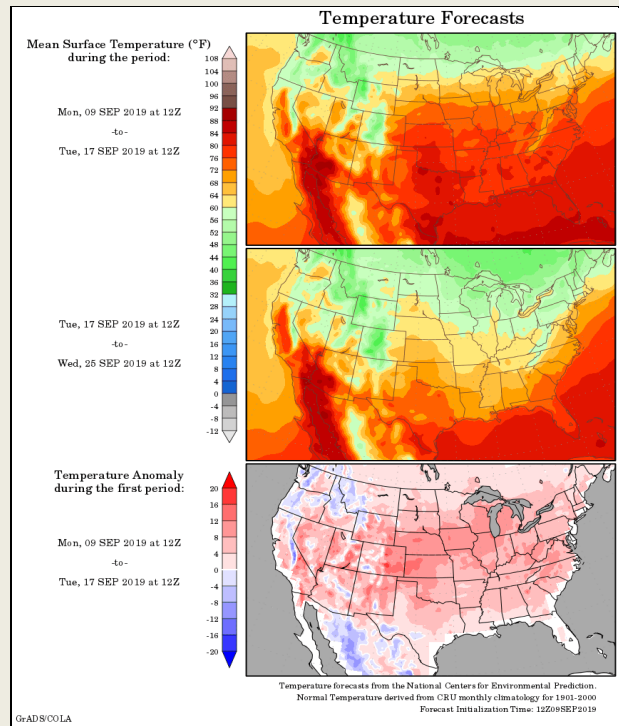 Temperature Forecasts
Mean Surface Temperature (°F)
during the period:
108
104
100
96
92
88
84
80
76
72
68
64
60
56
52
48
44
40
36
32
28
24
20
16
12
8
4
0
-4
-8
-12
Mon, 09 SEP 2019 at 12Z
-to-
Tue, 17 SEP 2019 at 12Z
Tue, 17 SEP 2019 at 12Z
-to-
Wed, 25 SEP 2019 at 12Z
Temperature Anomaly
during the first period:
20
16
12
8
4
0
-4
-8
-12
-16
-20
Mon, 09 SEP 2019 at 12Z
-to-
Tue, 17 SEP 2019 at 12Z
Temperature forecasts from the National Centers for Environmental Prediction.
Normal Temperature derived from CRU monthly climatology for 1901-2000
Forecast Initialization Time: 12Z09SEP2019
GrADS/COLA